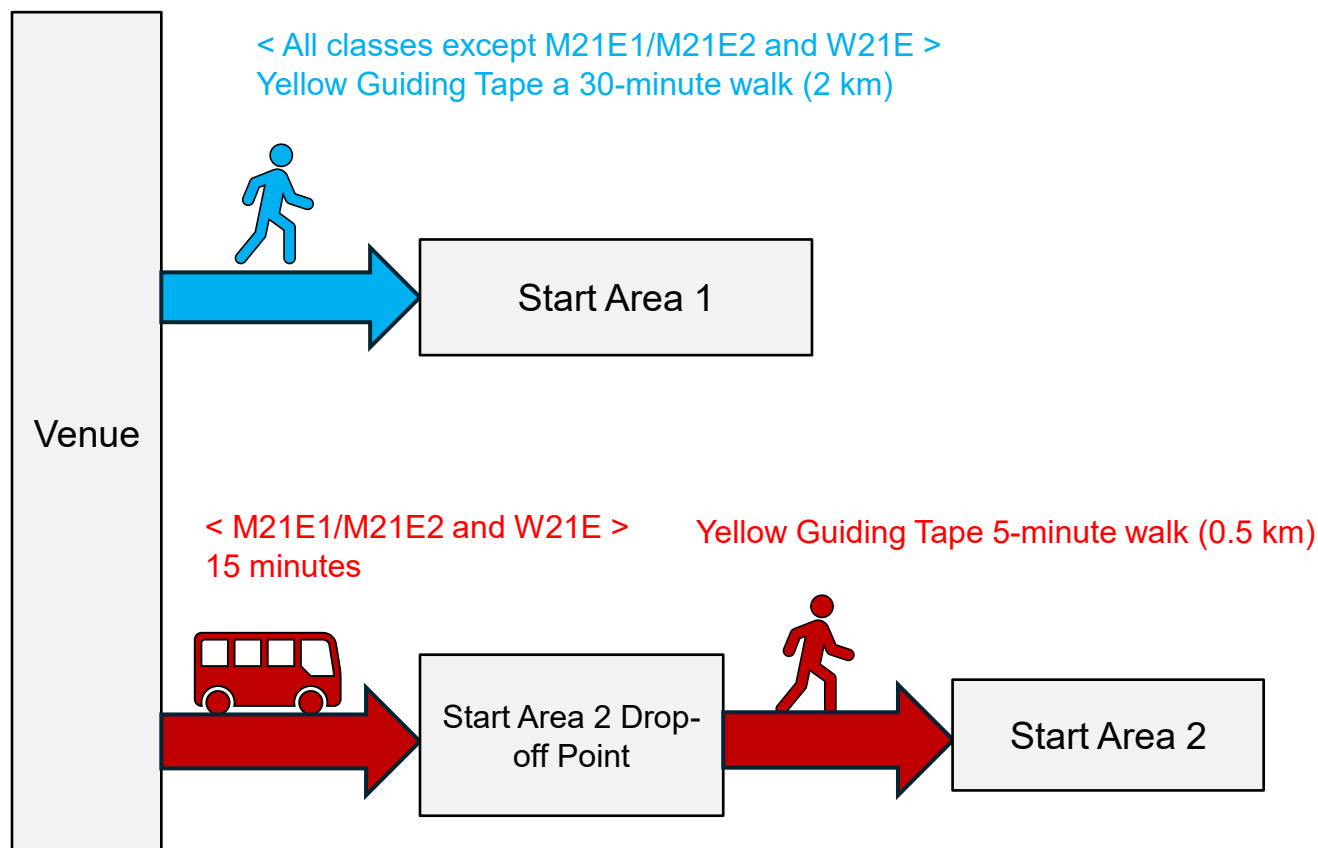 < All classes except M21E1/M21E2 and W21E >
Yellow Guiding Tape a 30-minute walk (2 km)
Start Area 1
Venue
< M21E1/M21E2 and W21E >
15 minutes
Yellow Guiding Tape 5-minute walk (0.5 km)
Start Area 2 Drop-
off Point
Start Area 2